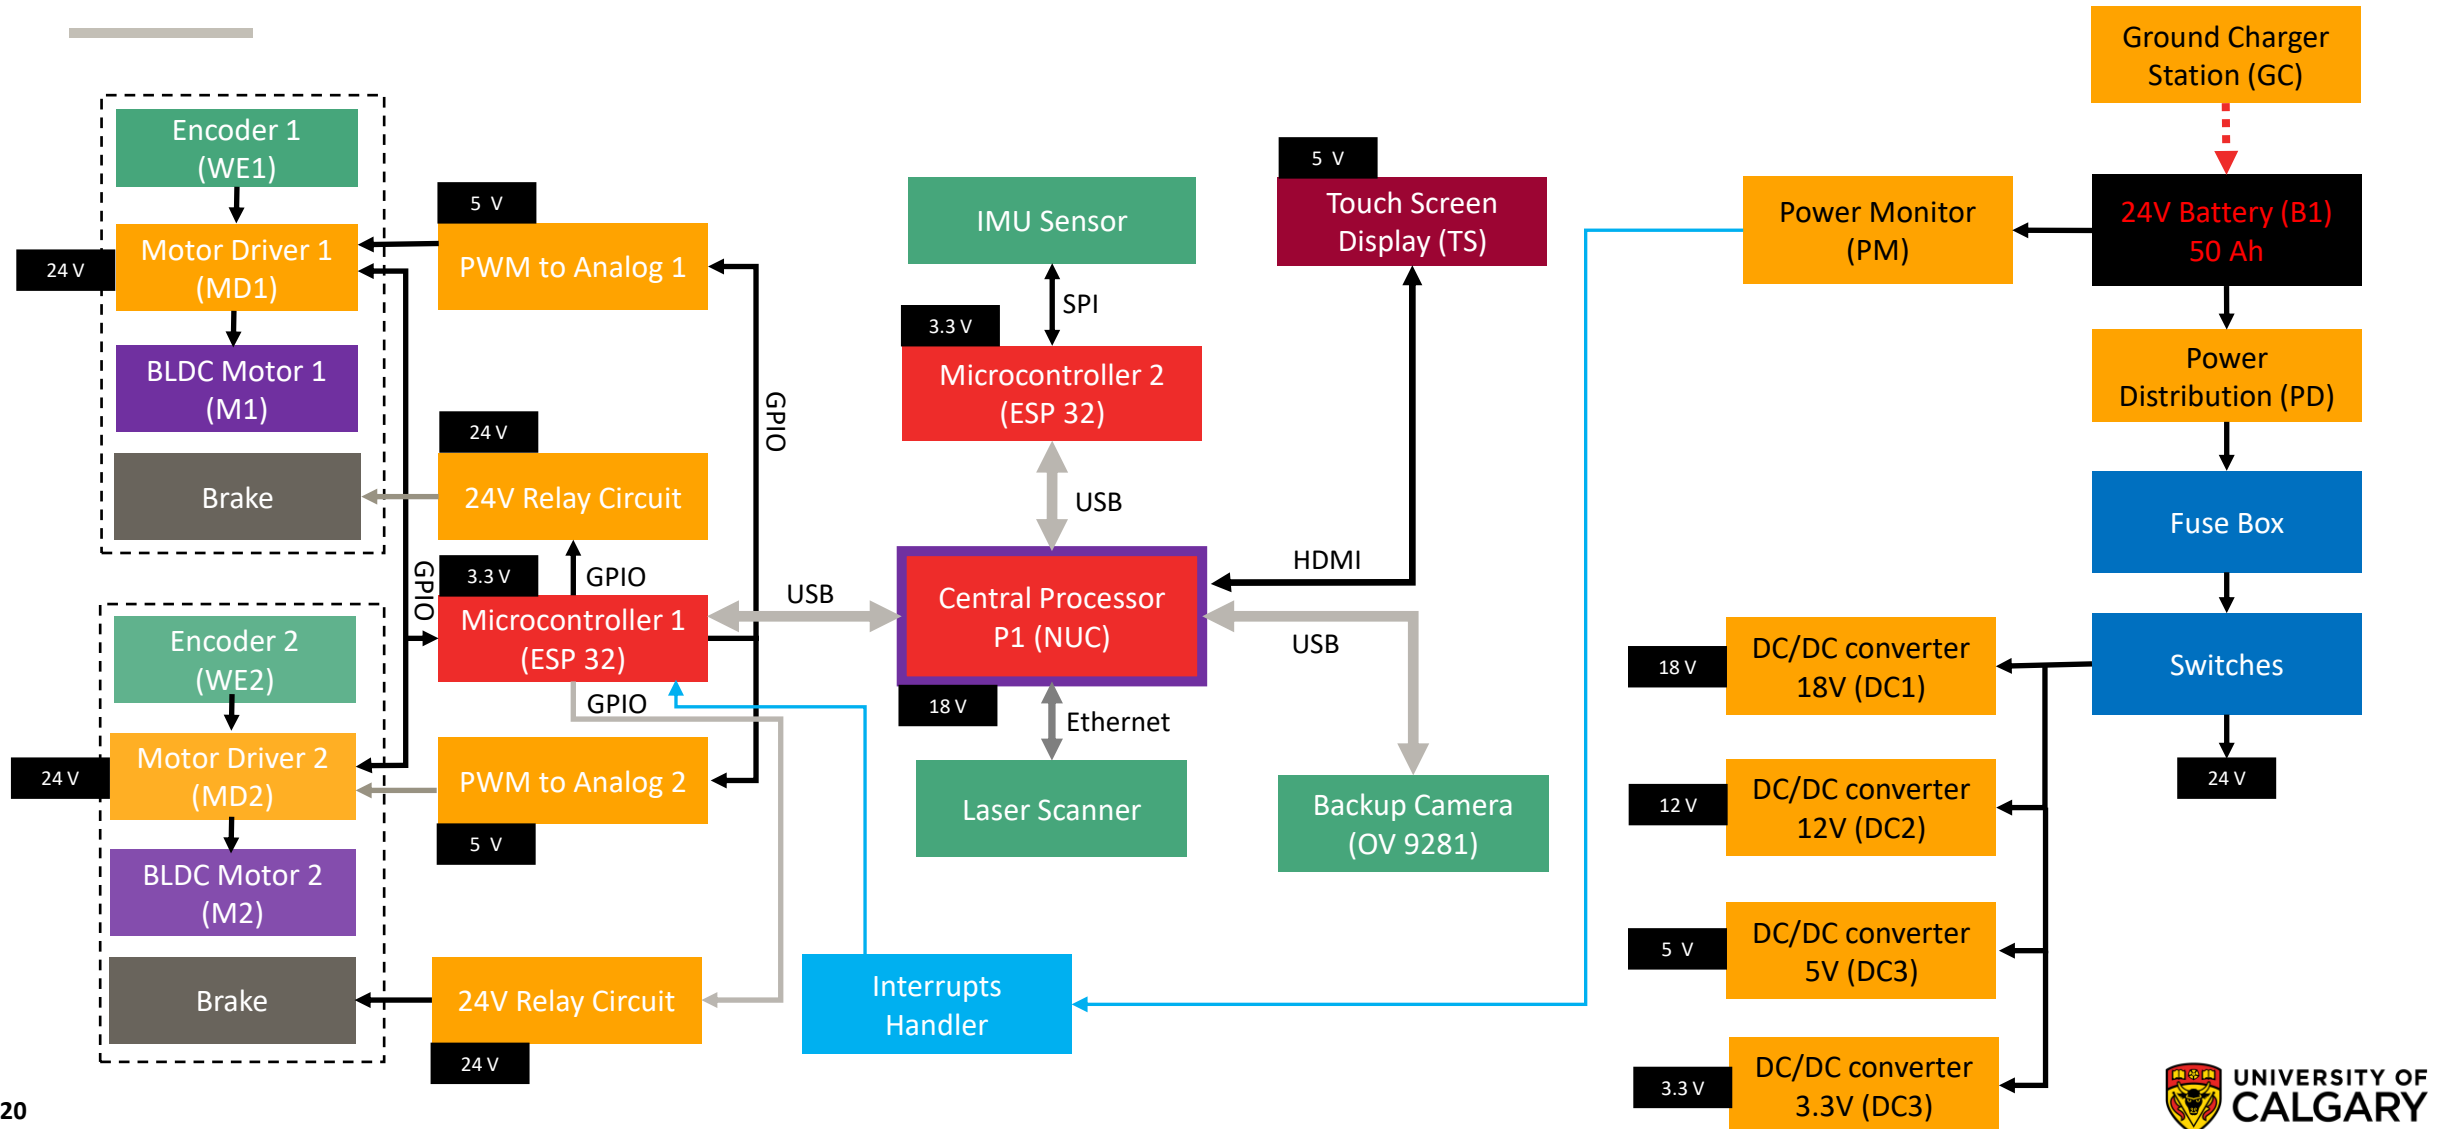 Ground Charger
Station (GC)
Encoder 1
(WE1)
5 V
5 V
24 V
Motor Driver 1
(MD1)
PWM to Analog 1
IMU Sensor
Touch Screen
Display (TS)
Power Monitor
(PM)
24V Battery (B1)
50 Ah
SPI
3.3 V
BLDC Motor 1
(M1)
GPIO
Microcontroller 2
(ESP 32)
Power
Distribution (PD)
24 V
Brake
24V Relay Circuit
USB
Fuse Box
GPIO
3.3 V
GPIO
HDMI
Encoder 2
(WE2)
Microcontroller 1
(ESP 32)
USB
Central Processor
P1 (NUC)
USB
18 V
DC/DC converter
18V (DC1)
Switches
GPIO
18 V
Ethernet
24 V
Motor Driver 2
(MD2)
PWM to Analog 2
5 V
Laser Scanner
Backup Camera
(OV 9281)
12 V
DC/DC converter
12V (DC2)
24 V
BLDC Motor 2
(M2)
5 V
DC/DC converter
5V (DC3)
Brake
24V Relay Circuit
24 V
Interrupts
Handler
3.3 V
DC/DC converter
3.3V (DC3)
20
UNIVERSITY OF
CALGARY